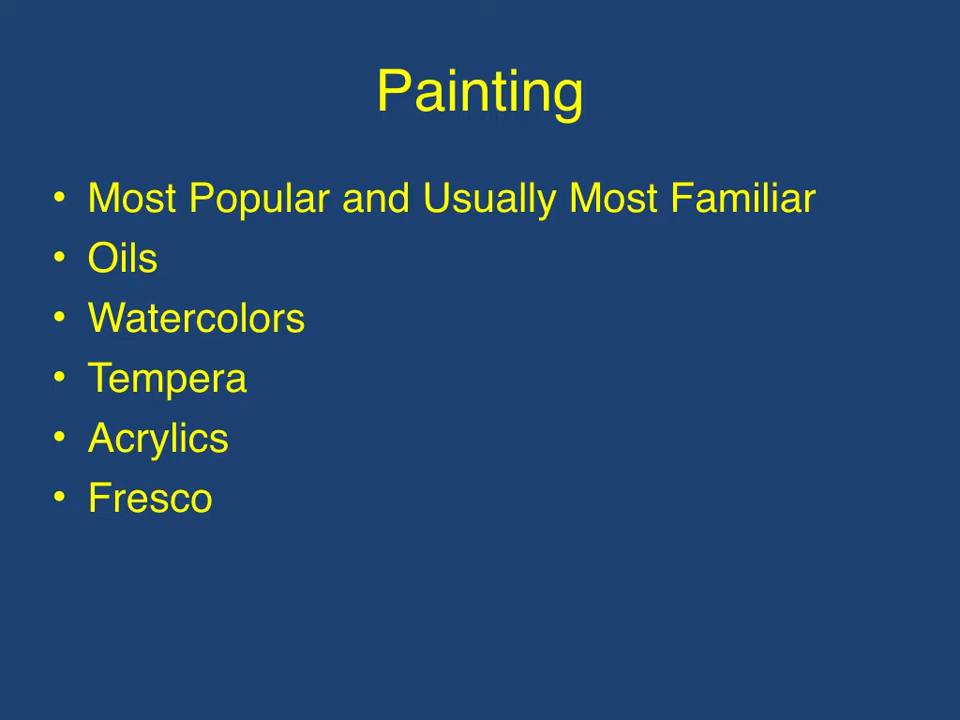 Painting
• Most Popular and Usually Most Familiar
• Oils
• Watercolors
• Tempera
• Acrylics
• Fresco